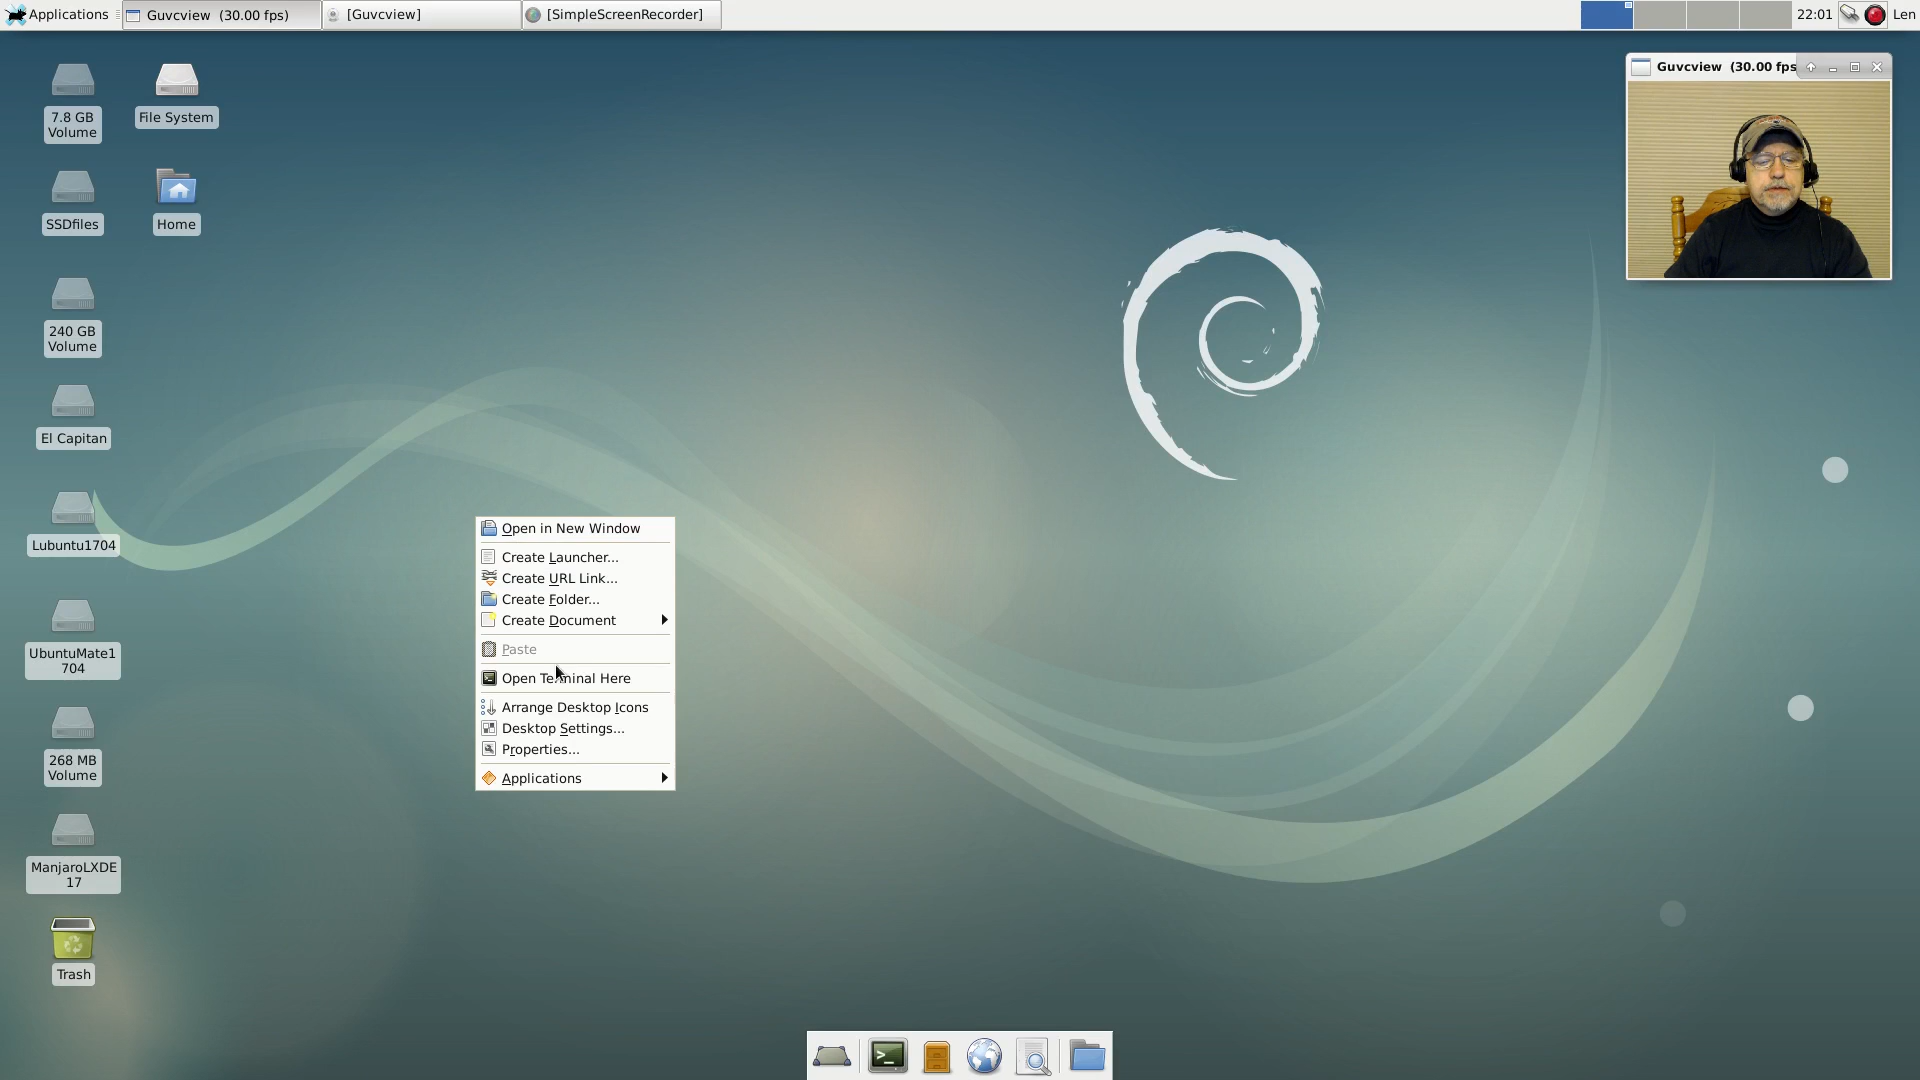 Applications
Guvcview  (30.00 fps)
[Guvcview]
[SimpleScreenRecorder]
22:01
Len
Guvcview  (30.00 fps
7.8 GB
Volume
File System
SSDfiles
Home
240 GB
Volume
El Capitan
Lubuntu1704
UbuntuMate1
704
268 MB
Volume
ManjaroLXDE
17
Trash
Open in New Window
Create Launcher...
Create URL Link...
Create Folder...
Create Document
Paste
Open Terminal Here
Arrange Desktop Icons
Desktop Settings...
Properties...
Applications